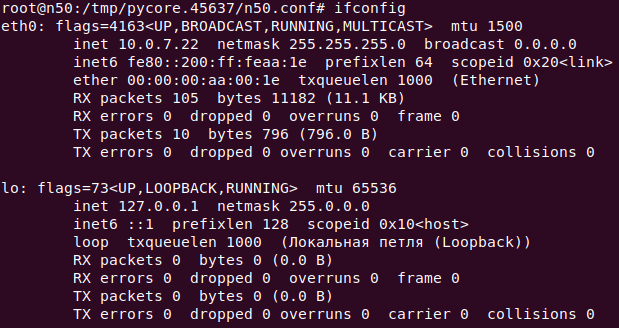 root@n50:/tmp/pycore.45637/n50.conf# ifconfig
eth0: flags=4163<UP,BROADCAST,RUNNING,MULTICAST>  mtu 1500
        inet 10.0.7.22  netmask 255.255.255.0  broadcast 0.0.0.0
        inet6 fe80::200:ff:feaa:1e  prefixlen 64  scopeid 0x20<link>
        ether 00:00:00:aa:00:1e  txqueuelen 1000  (Ethernet)
        RX packets 105  bytes 11182 (11.1 KB)
        RX errors 0  dropped 0  overruns 0  frame 0
        TX packets 10  bytes 796 (796.0 B)
        TX errors 0  dropped 0 overruns 0  carrier 0  collisions 0

lo: flags=73<UP,LOOPBACK,RUNNING>  mtu 65536
        inet 127.0.0.1  netmask 255.0.0.0
        inet6 ::1  prefixlen 128  scopeid 0x10<host>
        loop  txqueuelen 1000  (Локальная петля (Loopback))
        RX packets 0  bytes 0 (0.0 B)
        RX errors 0  dropped 0  overruns 0  frame 0
        TX packets 0  bytes 0 (0.0 B)
        TX errors 0  dropped 0 overruns 0  carrier 0  collisions 0